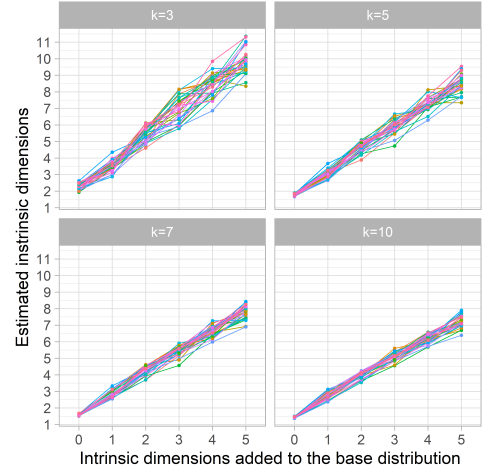 k=3 k=5
11 10 9 8 7 6 5 4 3 2 1
k=7 k=10
11 10 9 8 7 6 5 4 3 2 1
0 1 2 3 4 5 0 1 2 3 4 5
Estimated instrinsic dimensions
Intrinsic dimensions added to the base distribution